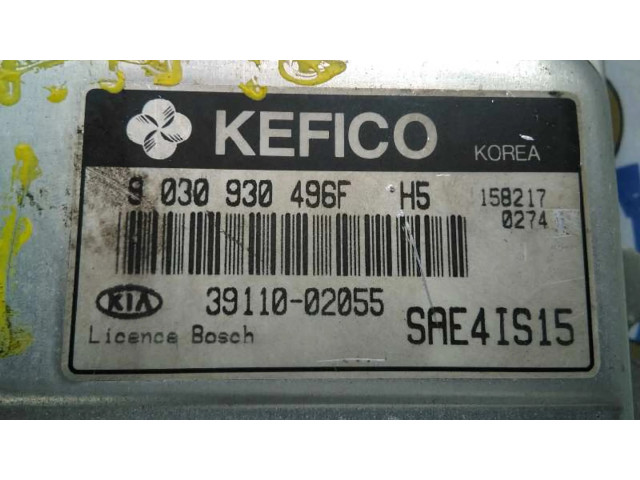 KEFICO KOREA
9 030 930 496F H5 158217
0274
KIA 39110-02055
Licence Bosch SAE4IS15